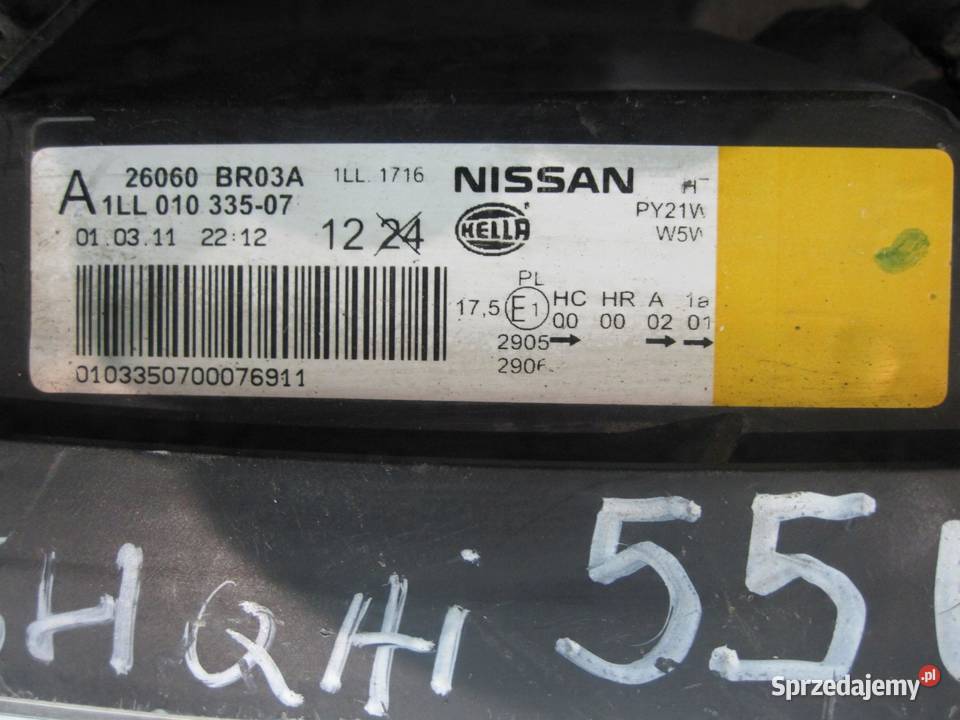 A 26060 BR03A 1LL. 1716 NISSAN
1LL 010 335-07 HELLA PY21W
01.03.11 22:12 12 24 W5W
PL
17,5 E1 HC HR A 1a
00 00 02 01
2905
2906
0103350700076911
55
Sprzedajemy.pl